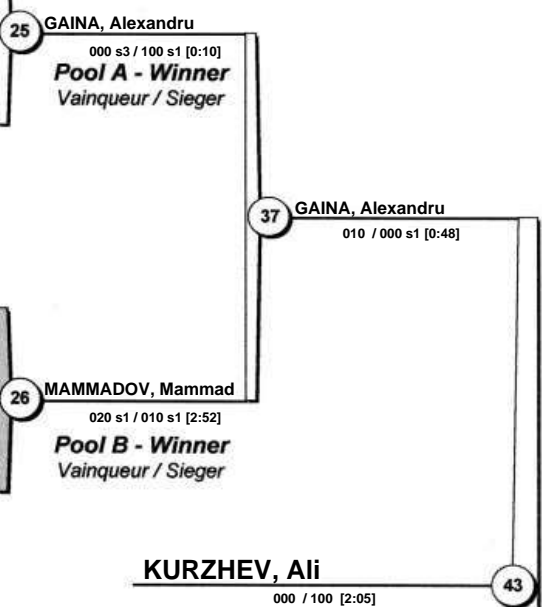 25
GAINA, Alexandru
000 s3 / 100 s1 [0:10]
Pool A - Winner
Vainqueur / Sieger
37
GAINA, Alexandru
010 / 000 s1 [0:48]
26
MAMMADOV, Mammad
020 s1 / 010 s1 [2:52]
Pool B - Winner
Vainqueur / Sieger
KURZHEV, Ali
43
000 / 100 [2:05]